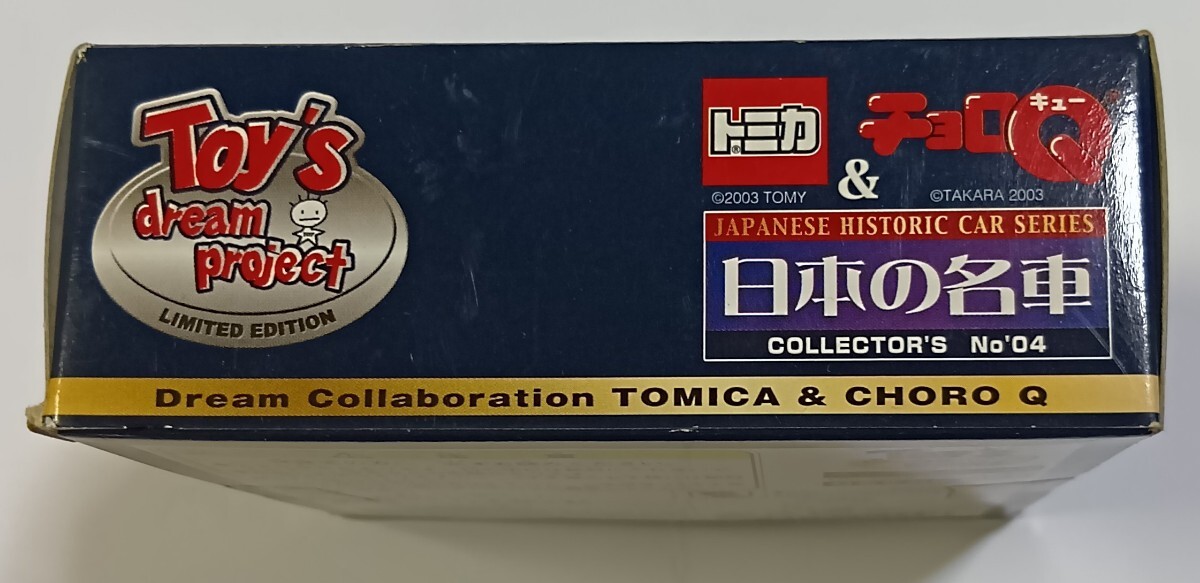 Toy's
dream
project
LIMITED EDITION
トミカ®
&
チョロQ
キュー
©2003 TOMY
©TAKARA 2003
JAPANESE HISTORIC CAR SERIES
日本の名車
COLLECTOR'S No'04
Dream Collaboration TOMICA & CHORO Q